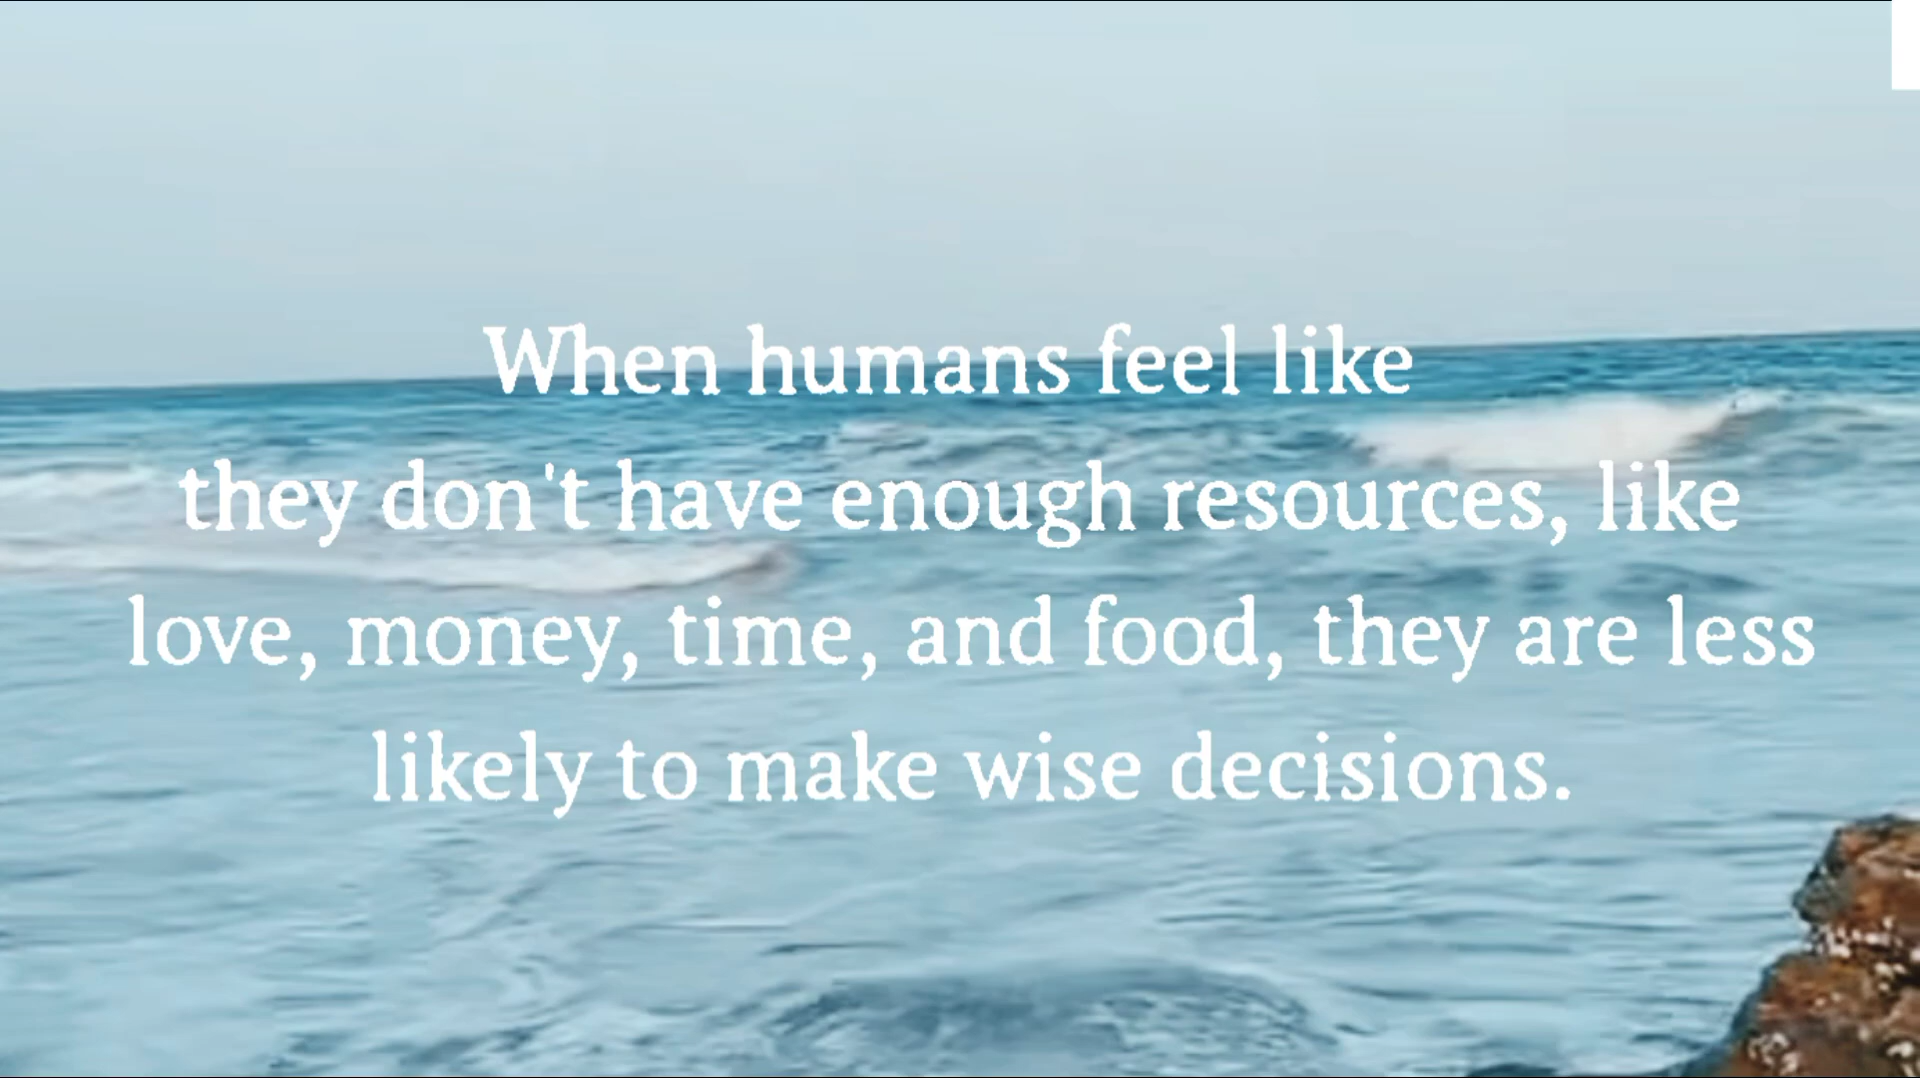 When humans feel like
they don't have enough resources, like
love, money, time, and food, they are less
likely to make wise decisions.